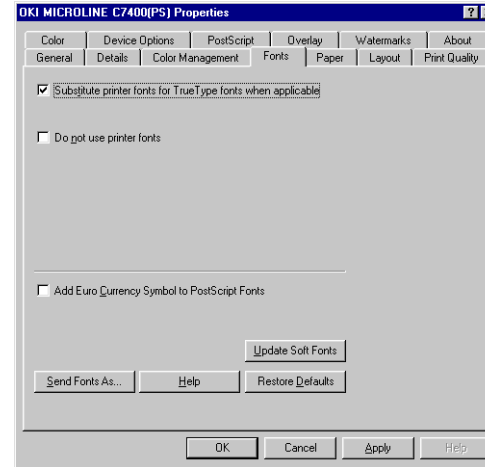 OKI MICROLINE C7400(PS) Properties ?
Color Device Options PostScript Overlay Watermarks About
General Details Color Management Fonts Paper Layout Print Quality
Substitute printer fonts for TrueType fonts when applicable
Do not use printer fonts
Add Euro Currency Symbol to PostScript Fonts
Update Soft Fonts
Send Fonts As... Help Restore Defaults
OK Cancel Apply Help